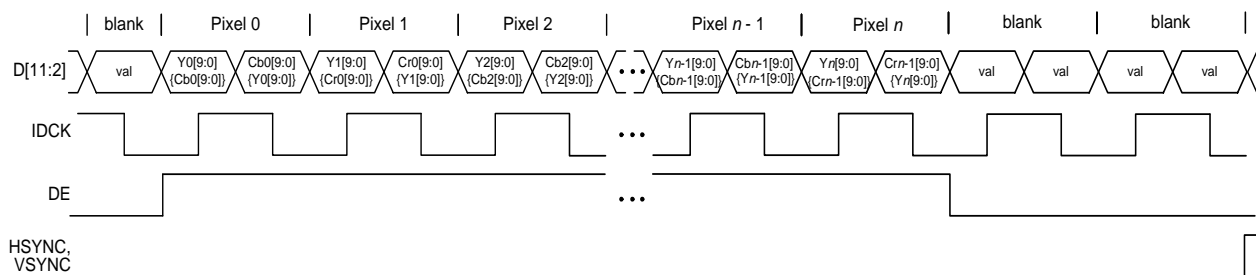 | blank | Pixel 0 | Pixel 1 | Pixel 2 | Pixel n - 1 | Pixel n | blank | blank |
D[11:2]
val
Y0[9:0]
{Cb0[9:0]}
Cb0[9:0]
{Y0[9:0]}
Y1[9:0]
{Cr0[9:0]}
Cr0[9:0]
{Y1[9:0]}
Y2[9:0]
{Cb2[9:0]}
Cb2[9:0]
{Y2[9:0]}
•••
Yn-1[9:0]
{Cbn-1[9:0]}
Cbn-1[9:0]
{Yn-1[9:0]}
Yn[9:0]
{Crn-1[9:0]}
Crn-1[9:0]
{Yn[9:0]}
val
val
val
val
IDCK
•••
DE
•••
HSYNC,
VSYNC